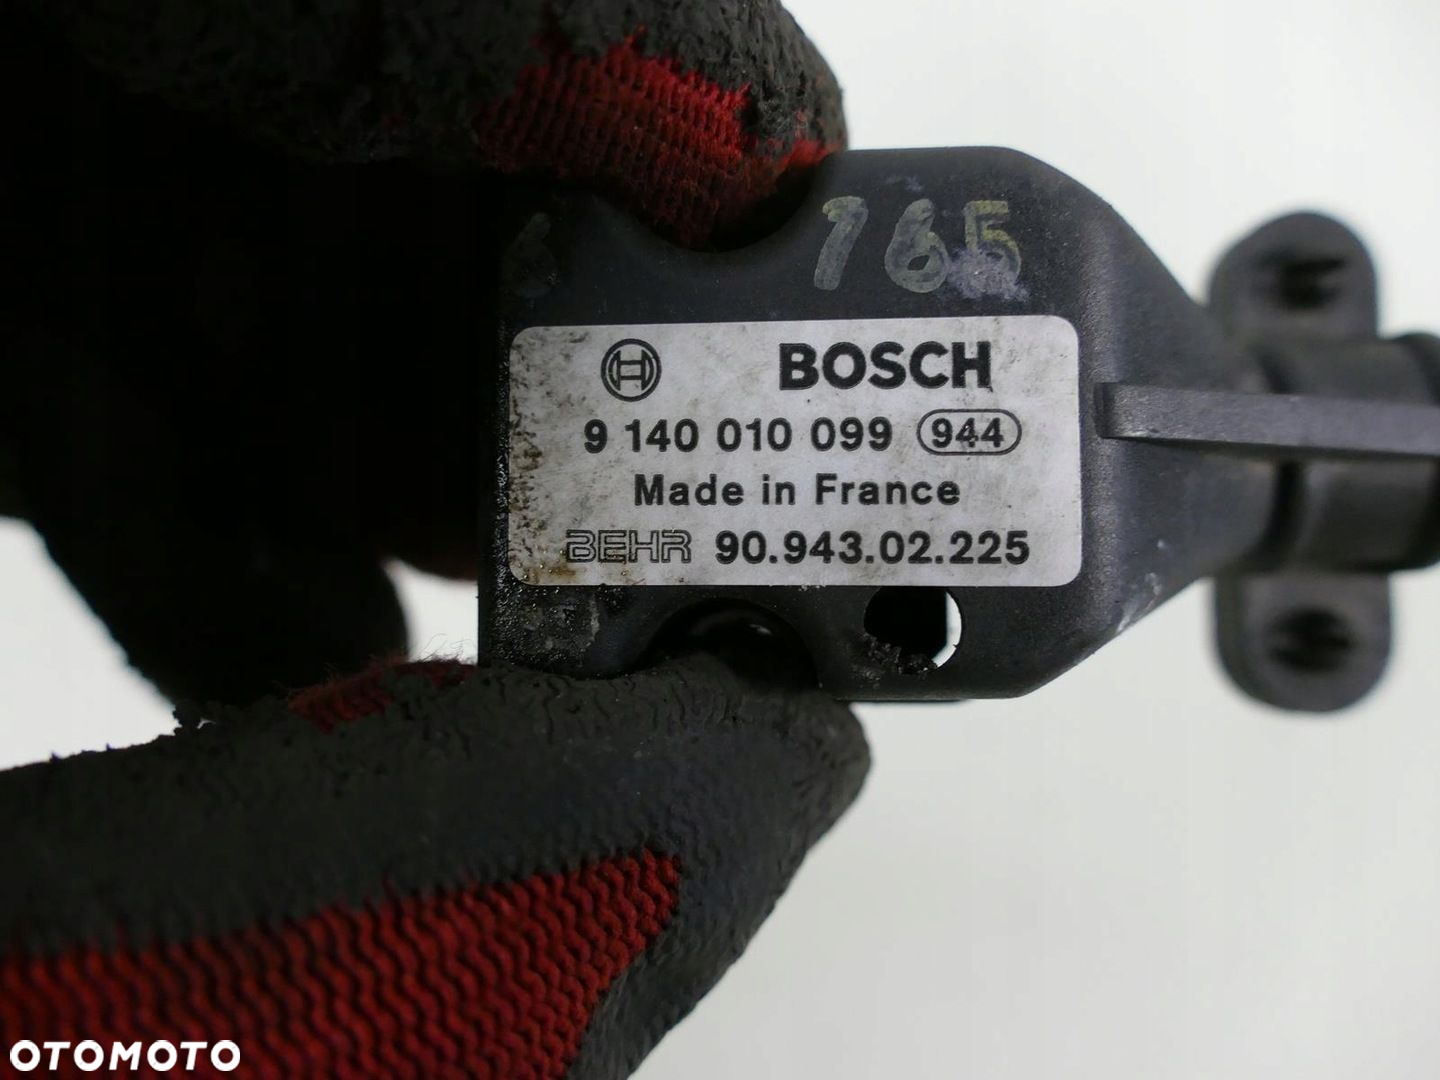 165
BOSCH
9 140 010 099 944
Made in France
BEHR 90.943.02.225
OTOMOTO